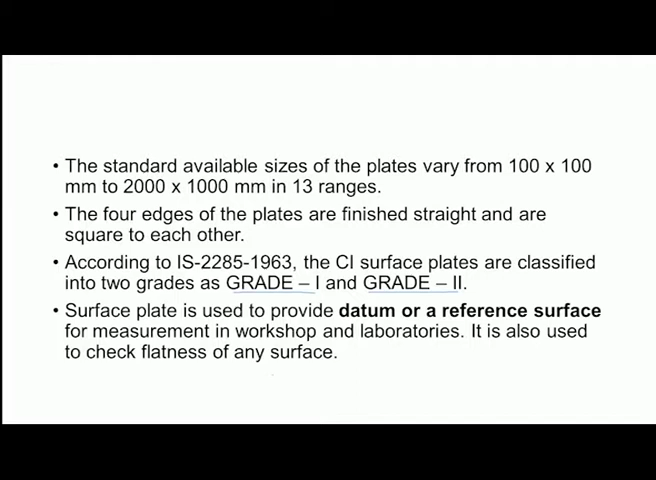 • The standard available sizes of the plates vary from 100 x 100
mm to 2000 x 1000 mm in 13 ranges.
• The four edges of the plates are finished straight and are
square to each other.
• According to IS-2285-1963, the CI surface plates are classified
into two grades as GRADE – I and GRADE – II.
• Surface plate is used to provide datum or a reference surface
for measurement in workshop and laboratories. It is also used
to check flatness of any surface.